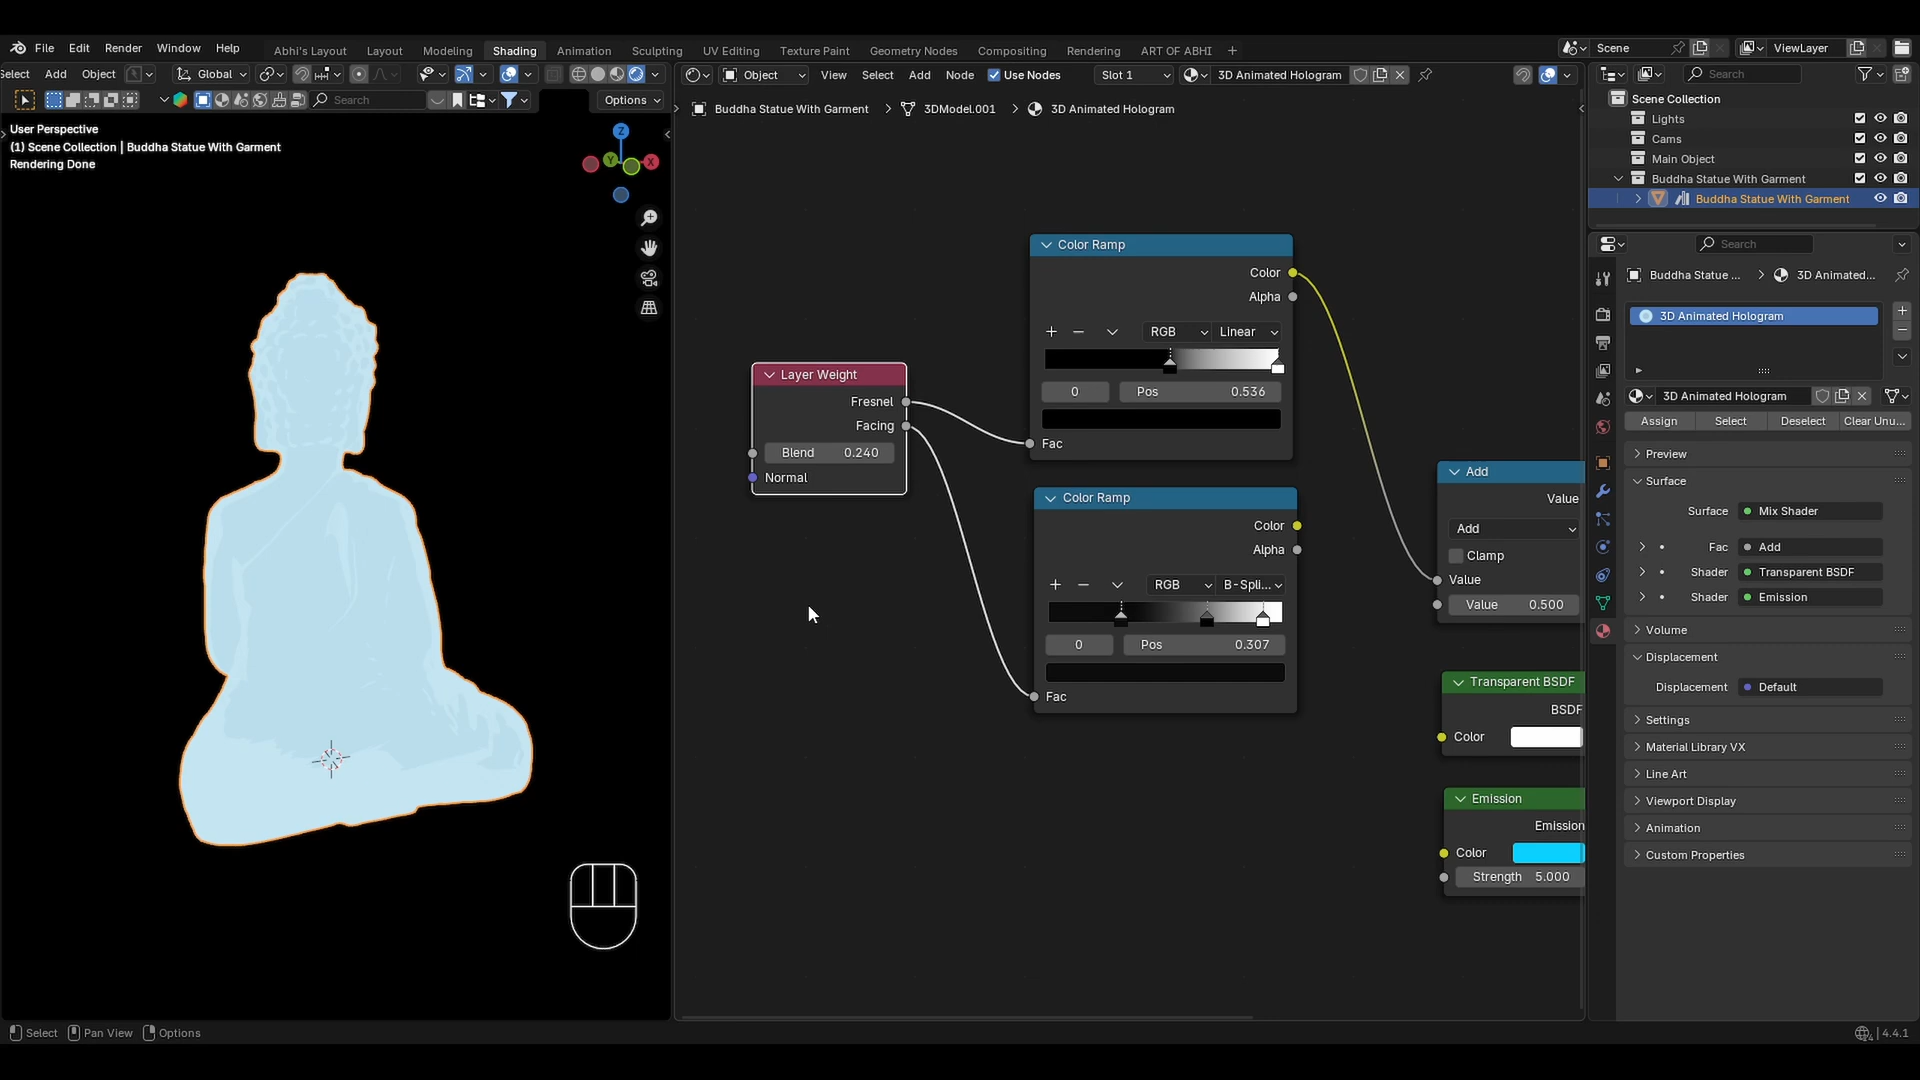 File Edit Render Window Help Abhi's Layout Layout Modeling Shading Animation Sculpting UV Editing Texture Paint Geometry Nodes Compositing Rendering ART OF ABHI + Scene ViewLayer
Select Add Object Global Object View Select Add Node Use Nodes Slot 1 3D Animated Hologram Search
Search Options
Buddha Statue With Garment > 3DModel.001 > 3D Animated Hologram
User Perspective
(1) Scene Collection | Buddha Statue With Garment
Rendering Done
Z
Y
X
Color Ramp
Color
Alpha
+ − RGB Linear
0 Pos 0.536
Fac
Layer Weight
Fresnel
Facing
Blend 0.240
Normal
Color Ramp
Color
Alpha
+ − RGB B-Spli...
0 Pos 0.307
Fac
Add
Value
Add
Clamp
Value
Value 0.500
Transparent BSDF
BSDF
Color
Emission
Emission
Color
Strength 5.000
Scene Collection
Lights
Cams
Main Object
Buddha Statue With Garment
Buddha Statue With Garment
Search
Buddha Statue ... > 3D Animated...
3D Animated Hologram
3D Animated Hologram
Assign Select Deselect Clear Unu...
Preview
Surface
Surface Mix Shader
Fac Add
Shader Transparent BSDF
Shader Emission
Volume
Displacement
Displacement Default
Settings
Material Library VX
Line Art
Viewport Display
Animation
Custom Properties
Select Pan View Options 4.4.1